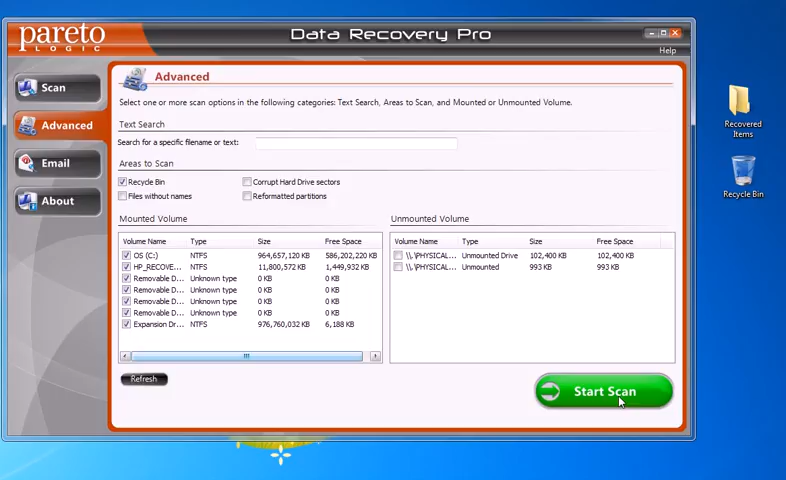 pareto
LOGIC
Data Recovery Pro
Help
Scan
Advanced
Email
About
Advanced
Select one or more scan options in the following categories: Text Search, Areas to Scan, and Mounted or Unmounted Volume.
Text Search
Search for a specific filename or text:
Areas to Scan
Recycle Bin
Corrupt Hard Drive sectors
Files without names
Reformatted partitions
Mounted Volume
Volume Name Type Size Free Space
OS (C:) NTFS 964,657,120 KB 586,202,220 KB
HP_RECOVE... NTFS 11,800,572 KB 1,449,932 KB
Removable D... Unknown type 0 KB 0 KB
Removable D... Unknown type 0 KB 0 KB
Removable D... Unknown type 0 KB 0 KB
Removable D... Unknown type 0 KB 0 KB
Expansion Dr... NTFS 976,760,032 KB 6,188 KB
Unmounted Volume
Volume Name Type Size Free Space
\\.\PHYSICAL... Unmounted Drive 102,400 KB 102,400 KB
\\.\PHYSICAL... Unmounted 993 KB 993 KB
Refresh
Start Scan
Recovered
Items
Recycle Bin